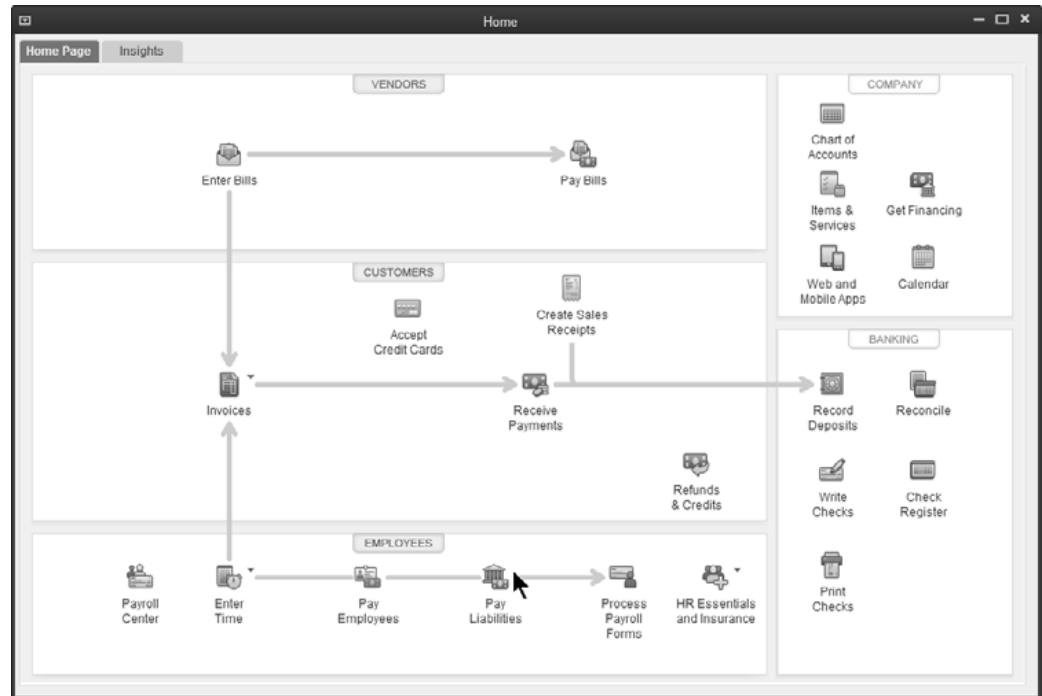 Home
Home Page
Insights
VENDORS
Enter Bills
Pay Bills
CUSTOMERS
Accept
Credit Cards
Create Sales
Receipts
Invoices
Receive
Payments
Refunds
& Credits
EMPLOYEES
Payroll
Center
Enter
Time
Pay
Employees
Pay
Liabilities
Process
Payroll
Forms
HR Essentials
and Insurance
COMPANY
Chart of
Accounts
Items &
Services
Get Financing
Web and
Mobile Apps
Calendar
BANKING
Record
Deposits
Reconcile
Write
Checks
Check
Register
Print
Checks